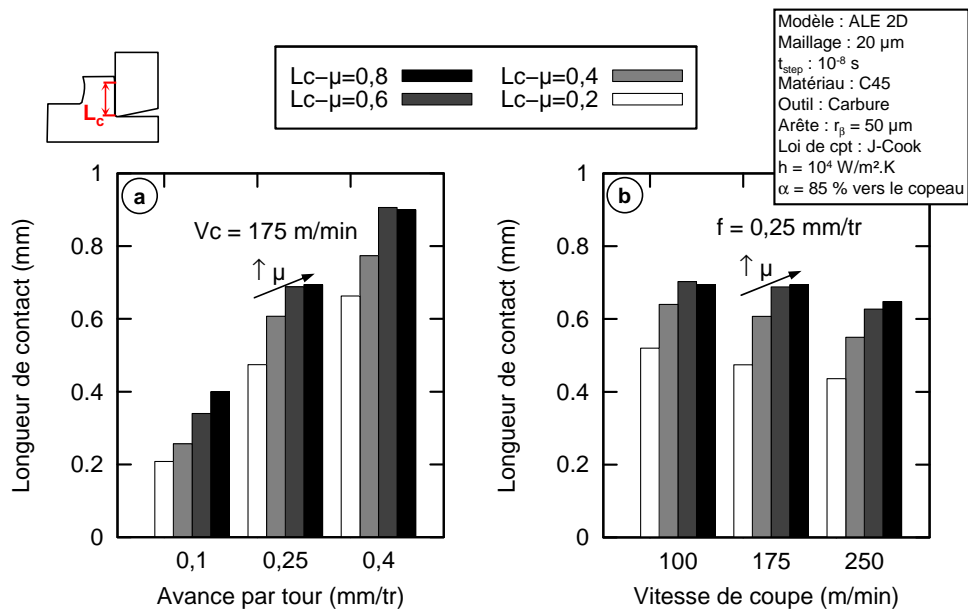 Lc
Lc−μ=0,8
Lc−μ=0,4
Lc−μ=0,6
Lc−μ=0,2
Modèle : ALE 2D
Maillage : 20 µm
tstep : 10⁻⁸ s
Matériau : C45
Outil : Carbure
Arête : rβ = 50 µm
Loi de cpt : J-Cook
h = 10⁴ W/m².K
α = 85 % vers le copeau
a
Vc = 175 m/min
↑ μ
Longueur de contact (mm)
1
0.8
0.6
0.4
0.2
0
0,1
0,25
0,4
Avance par tour (mm/tr)
b
f = 0,25 mm/tr
↑ μ
Longueur de contact (mm)
1
0.8
0.6
0.4
0.2
0
100
175
250
Vitesse de coupe (m/min)